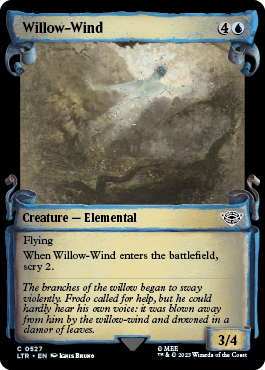 Willow-Wind 4
Creature — Elemental
Flying
When Willow-Wind enters the battlefield,
scry 2.
The branches of the willow began to sway
violently. Frodo called for help, but he could
hardly hear his own voice: it was blown away
from him by the willow-wind and drowned in a
clamor of leaves.
3/4
C 0527 © MEE
LTR • EN Igнis Bruno ™ & © 2023 Wizards of the Coast